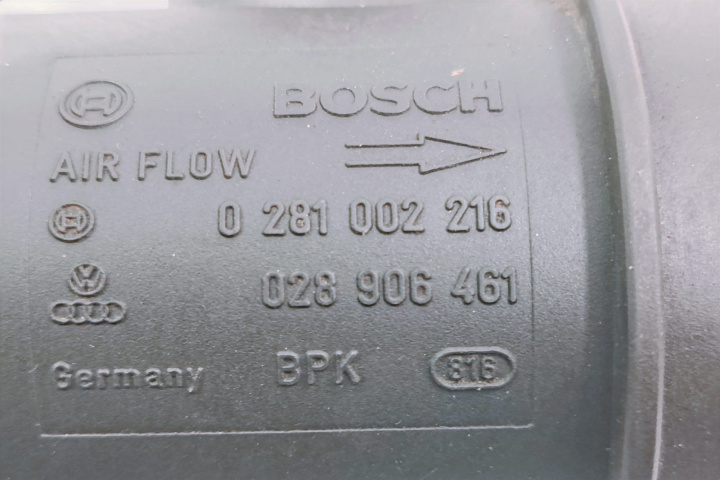 BOSCH
AIR FLOW
0 281 002 216
028 906 461
Germany BPK 816